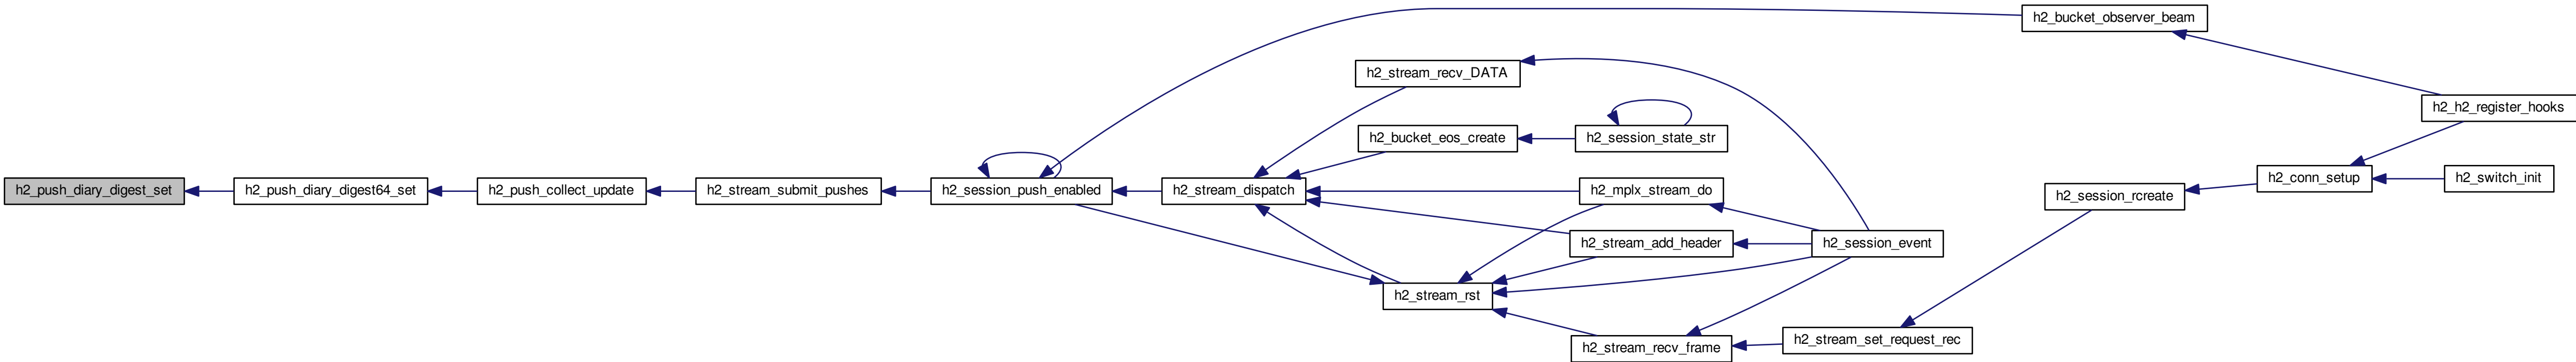 h2_bucket_observer_beam
h2_stream_recv_DATA
h2_h2_register_hooks
h2_bucket_eos_create
h2_session_state_str
h2_push_diary_digest_set
h2_push_diary_digest64_set
h2_push_collect_update
h2_stream_submit_pushes
h2_session_push_enabled
h2_stream_dispatch
h2_mplx_stream_do
h2_session_rcreate
h2_conn_setup
h2_switch_init
h2_stream_add_header
h2_session_event
h2_stream_rst
h2_stream_recv_frame
h2_stream_set_request_rec